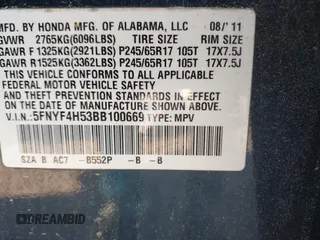 MFD. BY HONDA MFG. OF ALABAMA, LLC 08/'11
GVWR 2765KG(6096LBS) TIRE SIZE RIM SIZE
GAWR F 1325KG(2921LBS) P245/65R17 105T 17X7.5J
GAWR R1525KG(3362LBS) P245/65R17 105T 17X7.5J
THIS VEHICLE CONFORMS TO ALL APPLICABLE
FEDERAL MOTOR VEHICLE SAFETY AND THEFT PREVENTION
STANDARDS IN EFFECT ON THE DATE OF MANUFACTURE
SHOWN ABOVE.
V.I.N.: 5FNYF4H53BB100669 TYPE: MPV
SZA B AC7 -B552P -B -B
DREAMBID